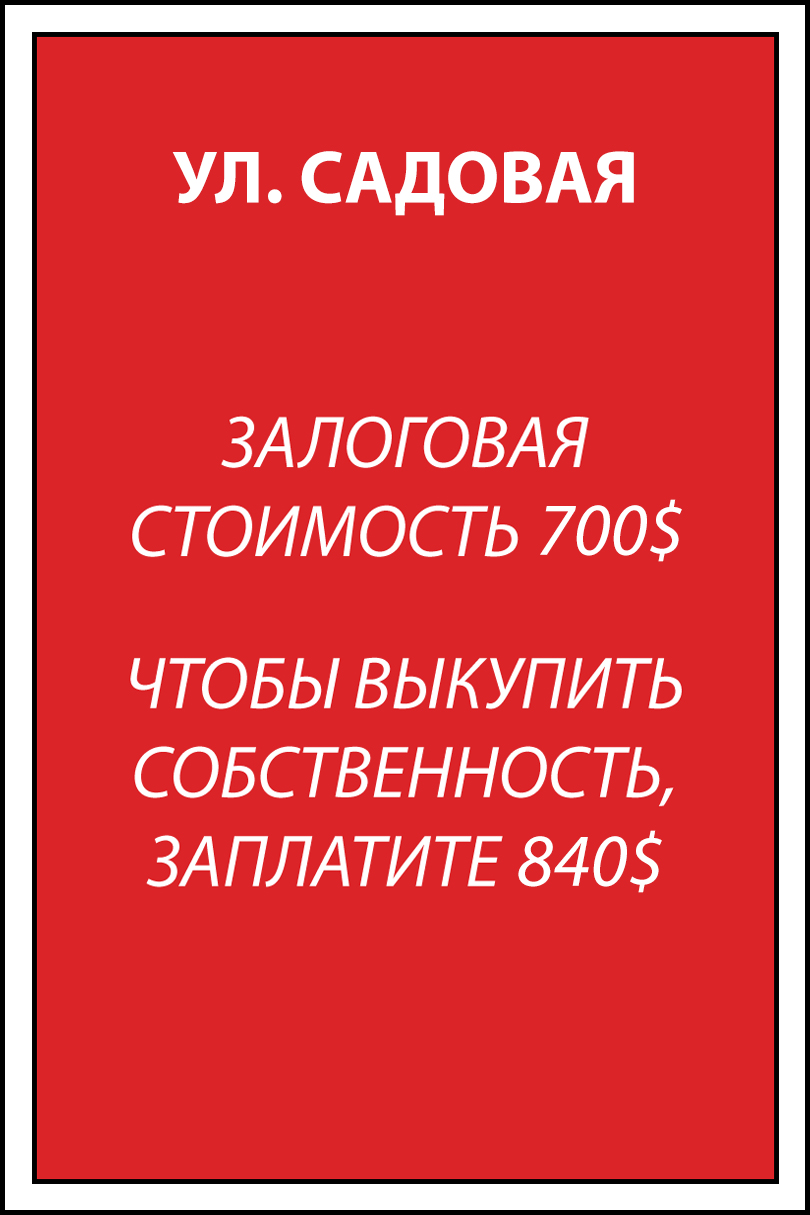 УЛ. САДОВАЯ
ЗАЛОГОВАЯ
СТОИМОСТЬ 700$
ЧТОБЫ ВЫКУПИТЬ
СОБСТВЕННОСТЬ,
ЗАПЛАТИТЕ 840$